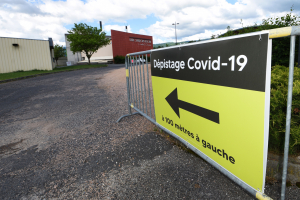 Dépistage Covid-19
à 100 mètres à gauche